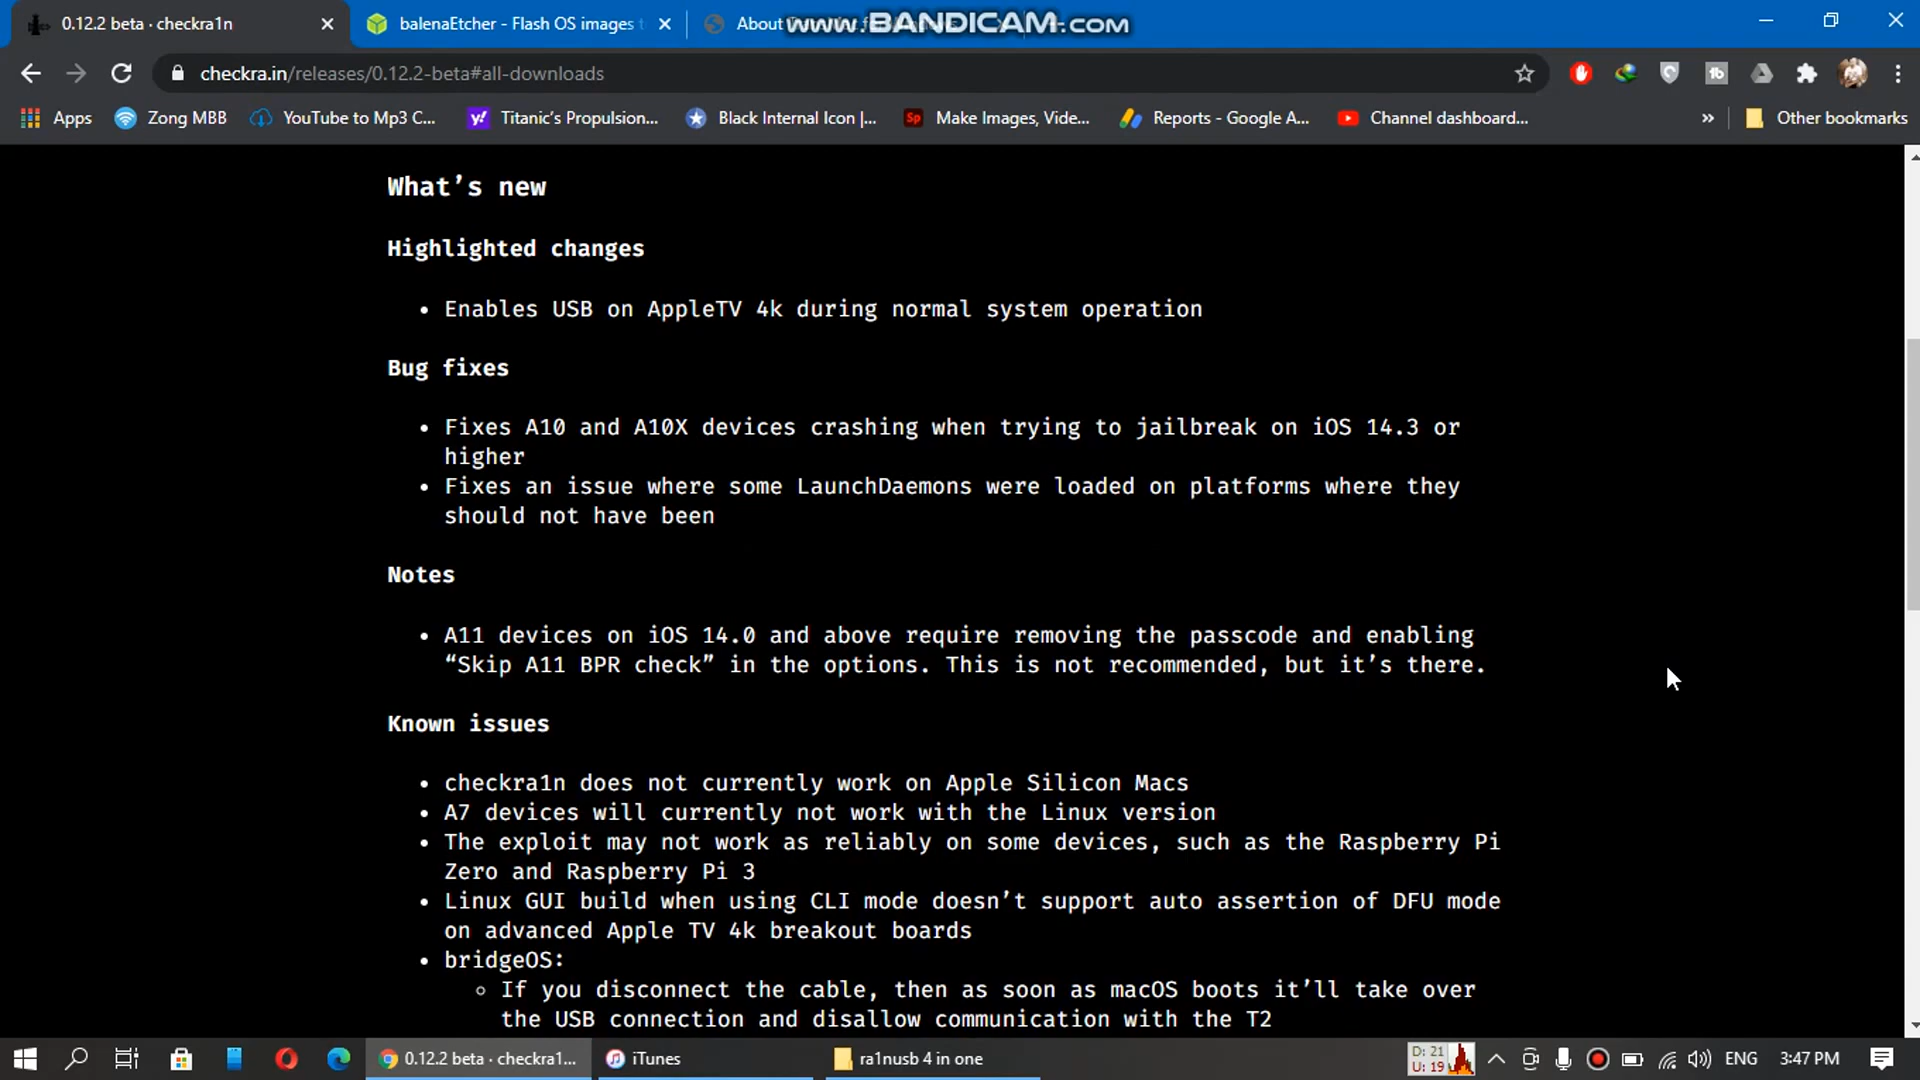 0.12.2 beta · checkra1n
balenaEtcher - Flash OS images
About
www.BANDICAM.com
checkra.in/releases/0.12.2-beta#all-downloads
Apps
Zong MBB
YouTube to Mp3 C...
Titanic's Propulsion...
Black Internal Icon |...
Make Images, Vide...
Reports - Google A...
Channel dashboard...
»
Other bookmarks
What's new
Highlighted changes
• Enables USB on AppleTV 4k during normal system operation
Bug fixes
• Fixes A10 and A10X devices crashing when trying to jailbreak on iOS 14.3 or
higher
• Fixes an issue where some LaunchDaemons were loaded on platforms where they
should not have been
Notes
• A11 devices on iOS 14.0 and above require removing the passcode and enabling
“Skip A11 BPR check” in the options. This is not recommended, but it’s there.
Known issues
• checkra1n does not currently work on Apple Silicon Macs
• A7 devices will currently not work with the Linux version
• The exploit may not work as reliably on some devices, such as the Raspberry Pi
Zero and Raspberry Pi 3
• Linux GUI build when using CLI mode doesn’t support auto assertion of DFU mode
on advanced Apple TV 4k breakout boards
• bridgeOS:
◦ If you disconnect the cable, then as soon as macOS boots it’ll take over
the USB connection and disallow communication with the T2
0.12.2 beta · checkra1...
iTunes
ra1nusb 4 in one
D: 21
U: 19
ENG
3:47 PM